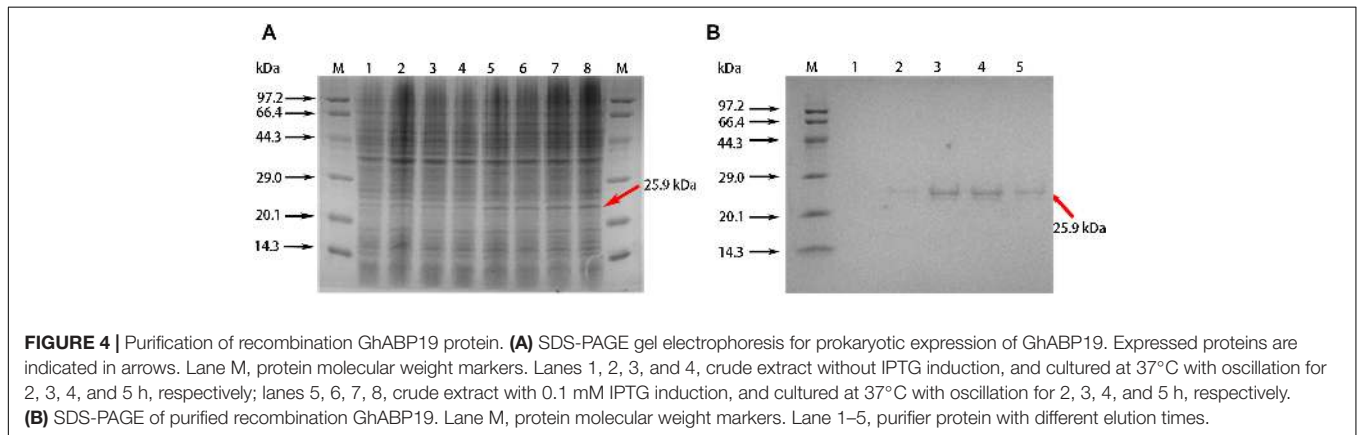 A
kDa M 1 2 3 4 5 6 7 8 M
97.2
66.4
44.3
29.0
25.9 kDa
20.1
14.3
B
kDa M 1 2 3 4 5
97.2
66.4
44.3
29.0
20.1
25.9 kDa
14.3
FIGURE 4 | Purification of recombination GhABP19 protein. (A) SDS-PAGE gel electrophoresis for prokaryotic expression of GhABP19. Expressed proteins are
indicated in arrows. Lane M, protein molecular weight markers. Lanes 1, 2, 3, and 4, crude extract without IPTG induction, and cultured at 37°C with oscillation for
2, 3, 4, and 5 h, respectively; lanes 5, 6, 7, 8, crude extract with 0.1 mM IPTG induction, and cultured at 37°C with oscillation for 2, 3, 4, and 5 h, respectively.
(B) SDS-PAGE of purified recombination GhABP19. Lane M, protein molecular weight markers. Lane 1–5, purifier protein with different elution times.